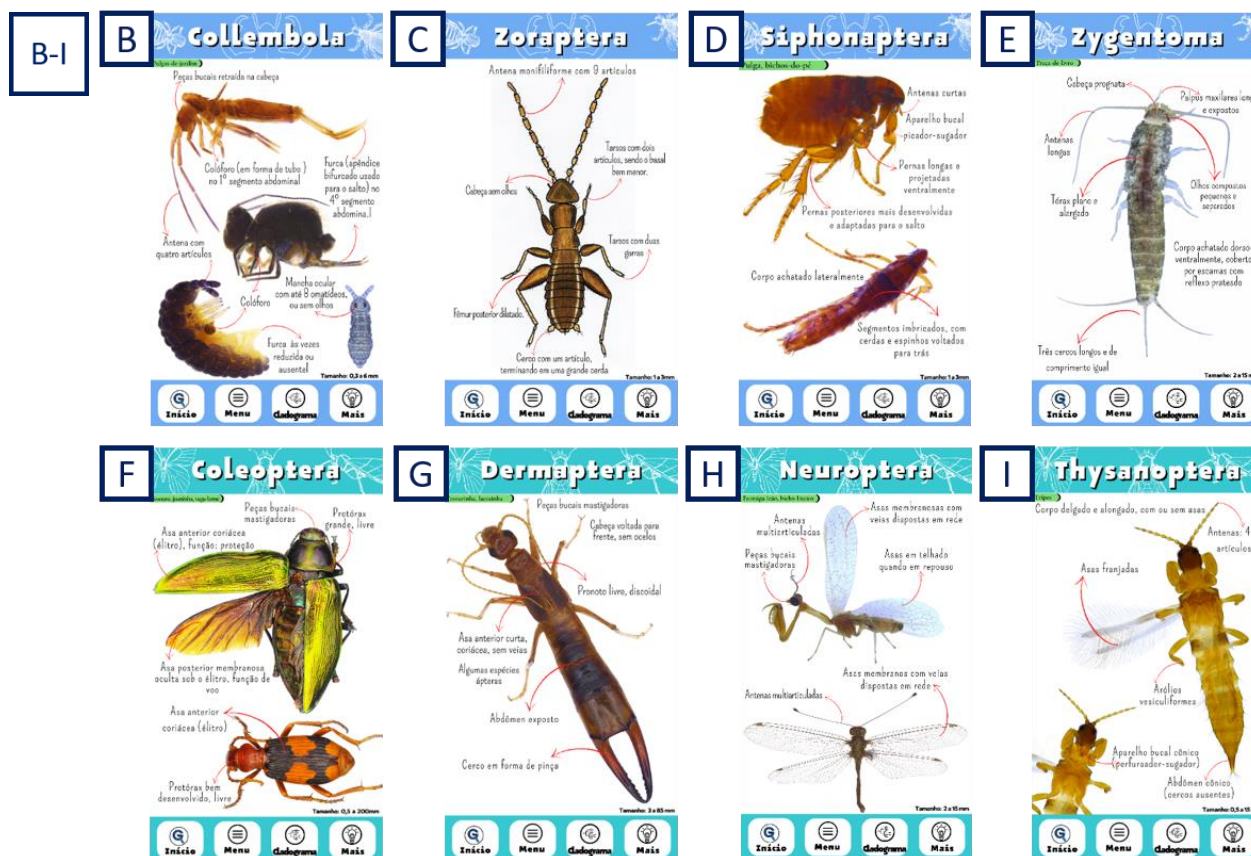 B-I
B
Collembola
Pulgas de jardim
Peças bucais retraída na cabeça
Colóforo (em forma de tubo )
no 1º segmento abdominal
Furca (apêndice
bifurcado usado
para o salto) no
4º segmento
abdomina.l
Antena com
quatro artículos
Colóforo
Mancha ocular
com até 8 omatídeos,
ou sem olhos
Furca às vezes
reduzida ou
ausentel
Tamanho: 0,3 a 6 mm
Início
Menu
Cladograma
Mais
C
Zoraptera
Antena monifiliforme com 9 artículos
Tarsos com dois
artículos, sendo o basal
bem menor.
Cabeça sem olhos
Tarsos com duas
garras
Fêmur posterior dilatado.
Cerco com um artículo,
terminando em uma grande cerda
Tamanho: 1 a 3mm
Início
Menu
Cladograma
Mais
D
Siphonaptera
Pulga, bichos-do-pé
Antenas curtas
Aparelho bucal
picador-sugador
Pernas longas e
projetadas
ventralmente
Pernas posteriores mais desenvolvidas
e adaptadas para o salto
Corpo achatado lateralmente
Segmentos imbricados, com
cerdas e espinhos voltados
para trás
Tamanho: 1 a 3mm
Início
Menu
Cladograma
Mais
E
Zygentoma
Traça de livro
Cabeça prognata
Palpos maxilares long
e expostos
Antenas
longas
Olhos compostos
pequenos e
separados
Tórax plano e
alargado
Corpo achatado dorso
ventralmente, coberto
por escamas com
reflexo prateado
Três cercos longos e de
comprimento igual
Tamanho: 2 a 15 m
Início
Menu
Cladograma
Mais
F
Coleoptera
Peças bucais
mastigadoras
Protórax
grande, livre
Asa anterior coriácea
(élitro), função: proteção
Asa posterior membranosa
oculta sob o élitro, função de
voo
Asa anterior
coriácea (élitro)
Protórax bem
desenvolvido, livre
Tamanho: 0,5 a 200mm
Início
Menu
Cladograma
Mais
G
Dermaptera
Peças bucais mastigadoras
Cabeça voltada para
frente, sem ocelos
Pronoto livre, discoidal
Asa anterior curta,
coriácea, sem veias
Algumas espécies
ápteras
Abdômen exposto
Cerco em forma de pinça
Tamanho: 3 a 85 mm
Início
Menu
Cladograma
Mais
H
Neuroptera
Asas membranosas com
veias dispostas em rede
Antenas
multiarticuladas
Peças bucais
mastigadoras
Asas em telhado
quando em repouso
Asas membranosas com veias
dispostas em rede
Antenas multiarticuladas
Tamanho: 2 a 15 mm
Início
Menu
Cladograma
Mais
I
Thysanoptera
Tripes
Corpo delgado e alongado, com ou sem asas
Antenas: 4
artículos
Asas franjadas
Arólios
vesiculiformes
Aparelho bucal cônico
(perfurador-sugador)
Abdômen cônico
(cercos ausentes)
Tamanho: 0,5 a 15
Início
Menu
Cladograma
Mais